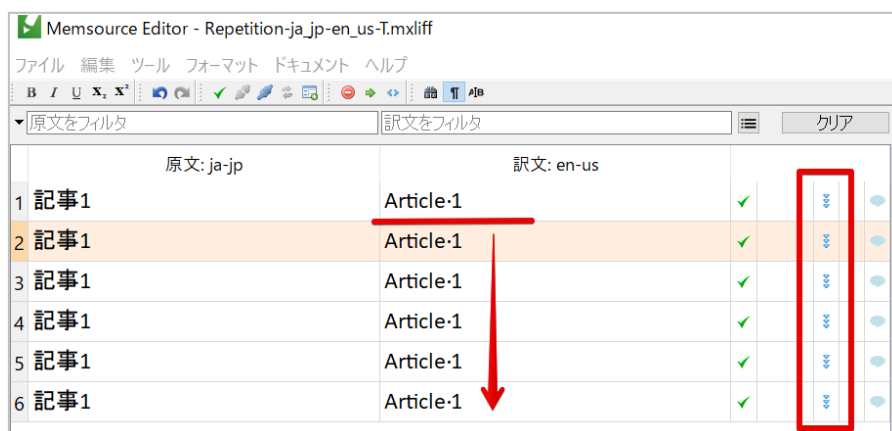 Memsource Editor - Repetition-ja_jp-en_us-T.mxliff
ファイル 編集 ツール フォーマット ドキュメント ヘルプ
B I U X₂ X² ¶ A|B
原文をフィルタ 訳文をフィルタ クリア
原文: ja-jp 訳文: en-us
1 記事1 Article·1
2 記事1 Article·1
3 記事1 Article·1
4 記事1 Article·1
5 記事1 Article·1
6 記事1 Article·1